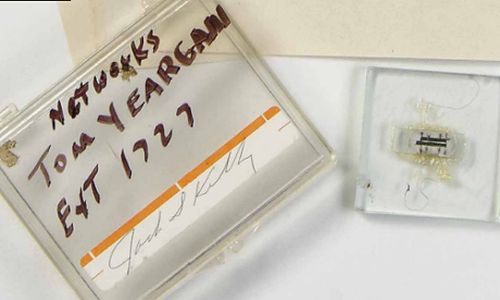 NETWORKS
TOM YEARGAN
EXT 1727
Jack S Kilby